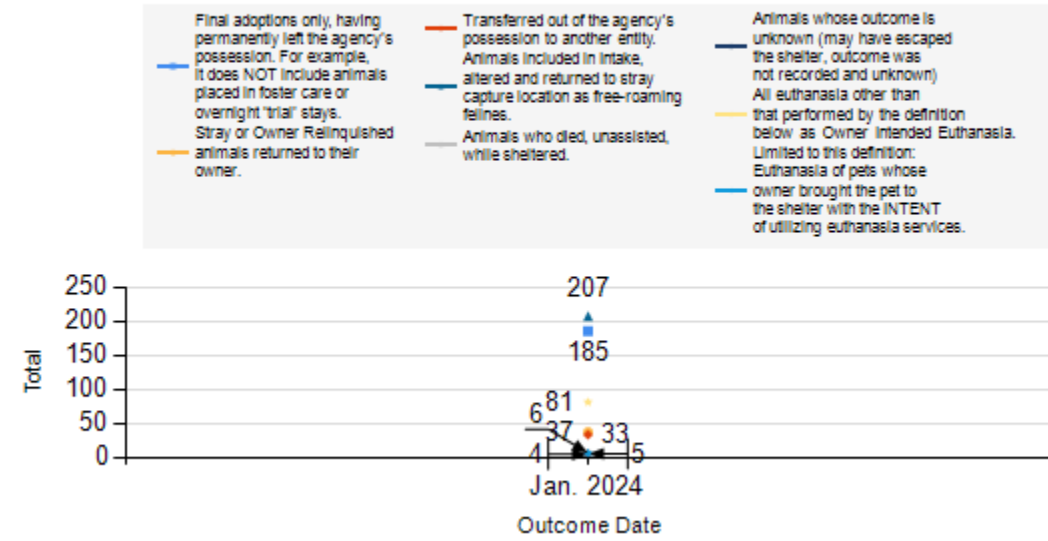 Final adoptions only, having
permanently left the agency's
possession. For example,
it does NOT include animals
placed in foster care or
overnight "trial" stays.
Stray or Owner Relinquished
animals returned to their
owner.
Transferred out of the agency's
possession to another entity.
Animals included in intake,
altered and returned to stray
capture location as free-roaming
felines.
Animals who died, unassisted,
while sheltered.
Animals whose outcome is
unknown (may have escaped
the shelter, outcome was
not recorded and unknown)
All euthanasia other than
that performed by the definition
below as Owner Intended Euthanasia.
Limited to this definition:
Euthanasia of pets whose
owner brought the pet to
the shelter with the INTENT
of utilizing euthanasia services.
250
200
150
100
50
0
Total
207
185
81
6
37
33
4
5
Jan. 2024
Outcome Date